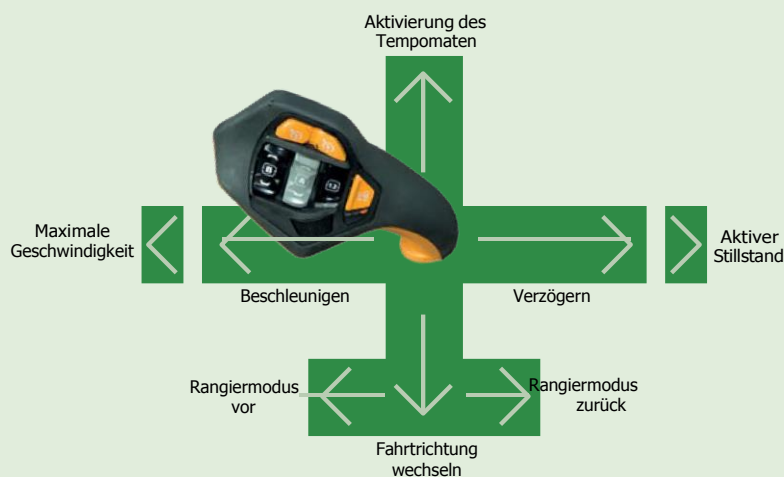 Aktivierung des
Tempomaten
Maximale
Geschwindigkeit
Aktiver
Stillstand
Beschleunigen
Verzögern
Rangiermodus
vor
Rangiermodus
zurück
Fahrtrichtung
wechseln